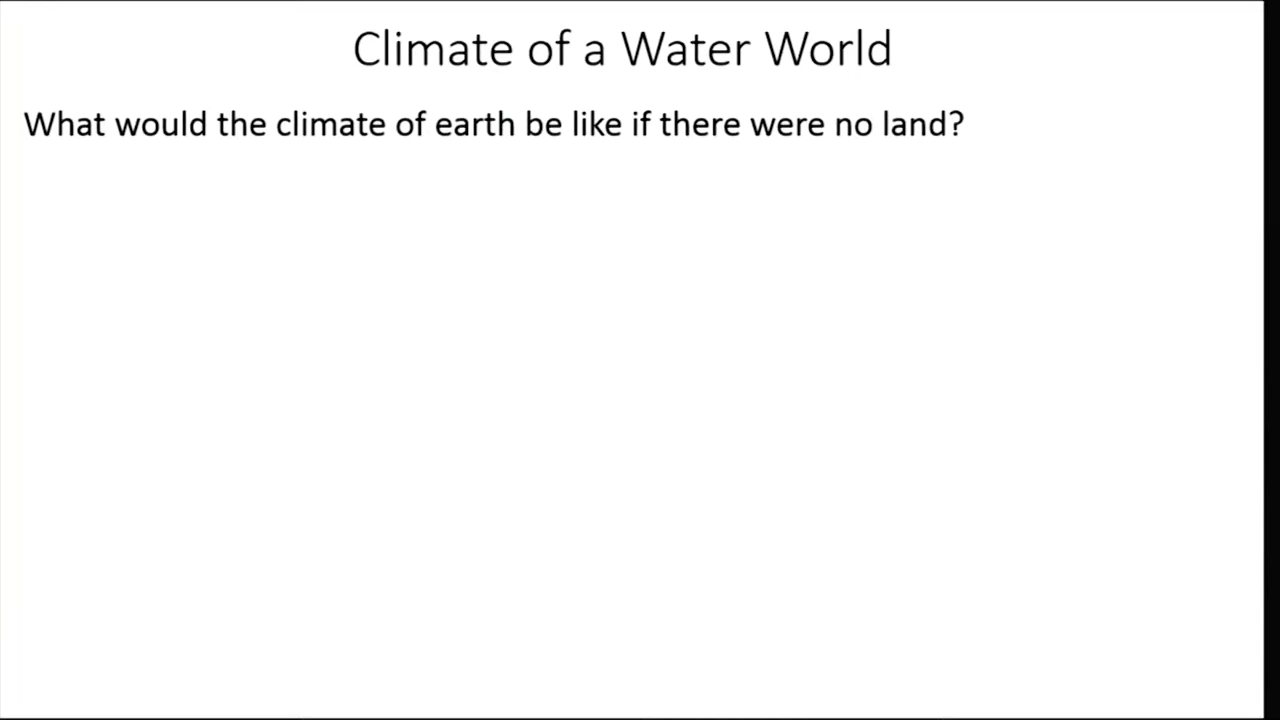 Climate of a Water World
What would the climate of earth be like if there were no land?